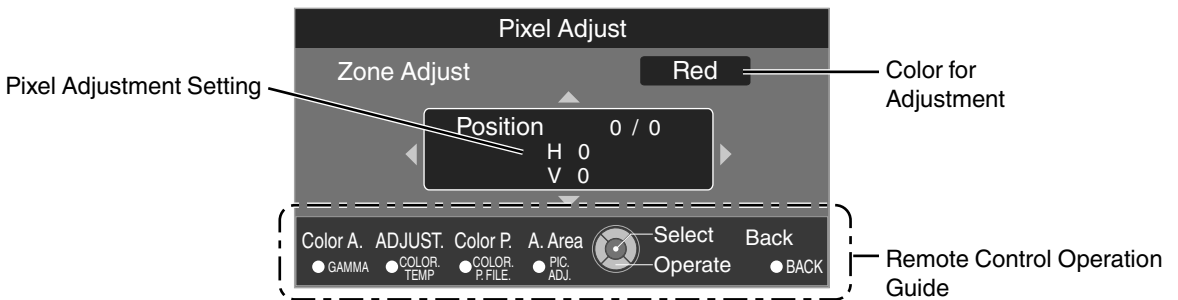 Pixel Adjust
Zone Adjust Red
Pixel Adjustment Setting
Color for
Adjustment
Position 0 / 0
H 0
V 0
Color A. ADJUST. Color P. A. Area Select Back
GAMMA COLOR. TEMP COLOR. P.FILE. PIC. ADJ. Operate BACK
Remote Control Operation
Guide